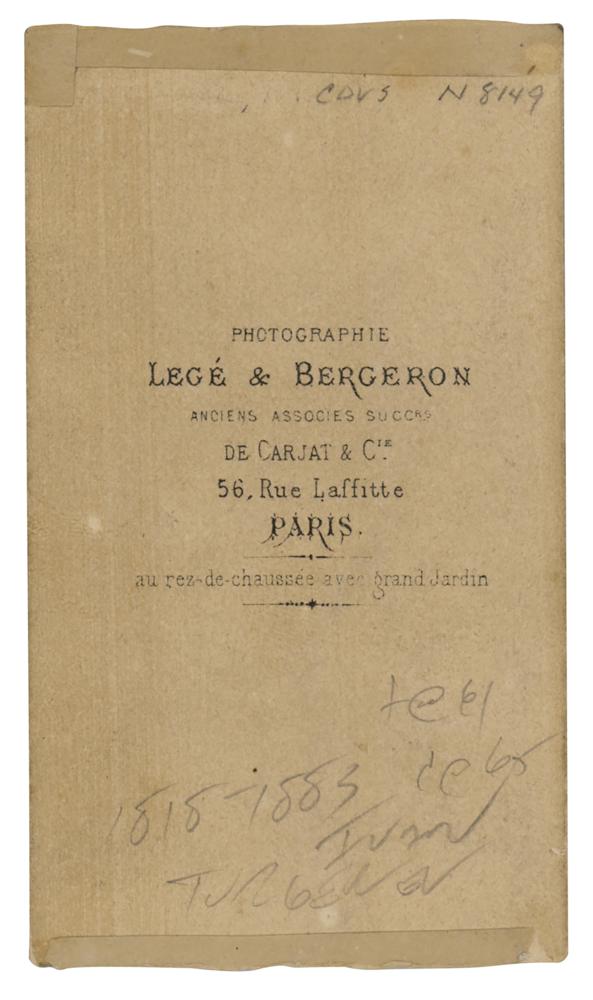 CDVS N 8149
PHOTOGRAPHIE
LEGÉ & BERGERON
ANCIENS ASSOCIES SUCCRS
DE CARJAT & CIE
56, Rue Laffitte
PARIS.
au rez-de-chaussée avec grand Jardin
1818-1883
IVAN
TURGENEV